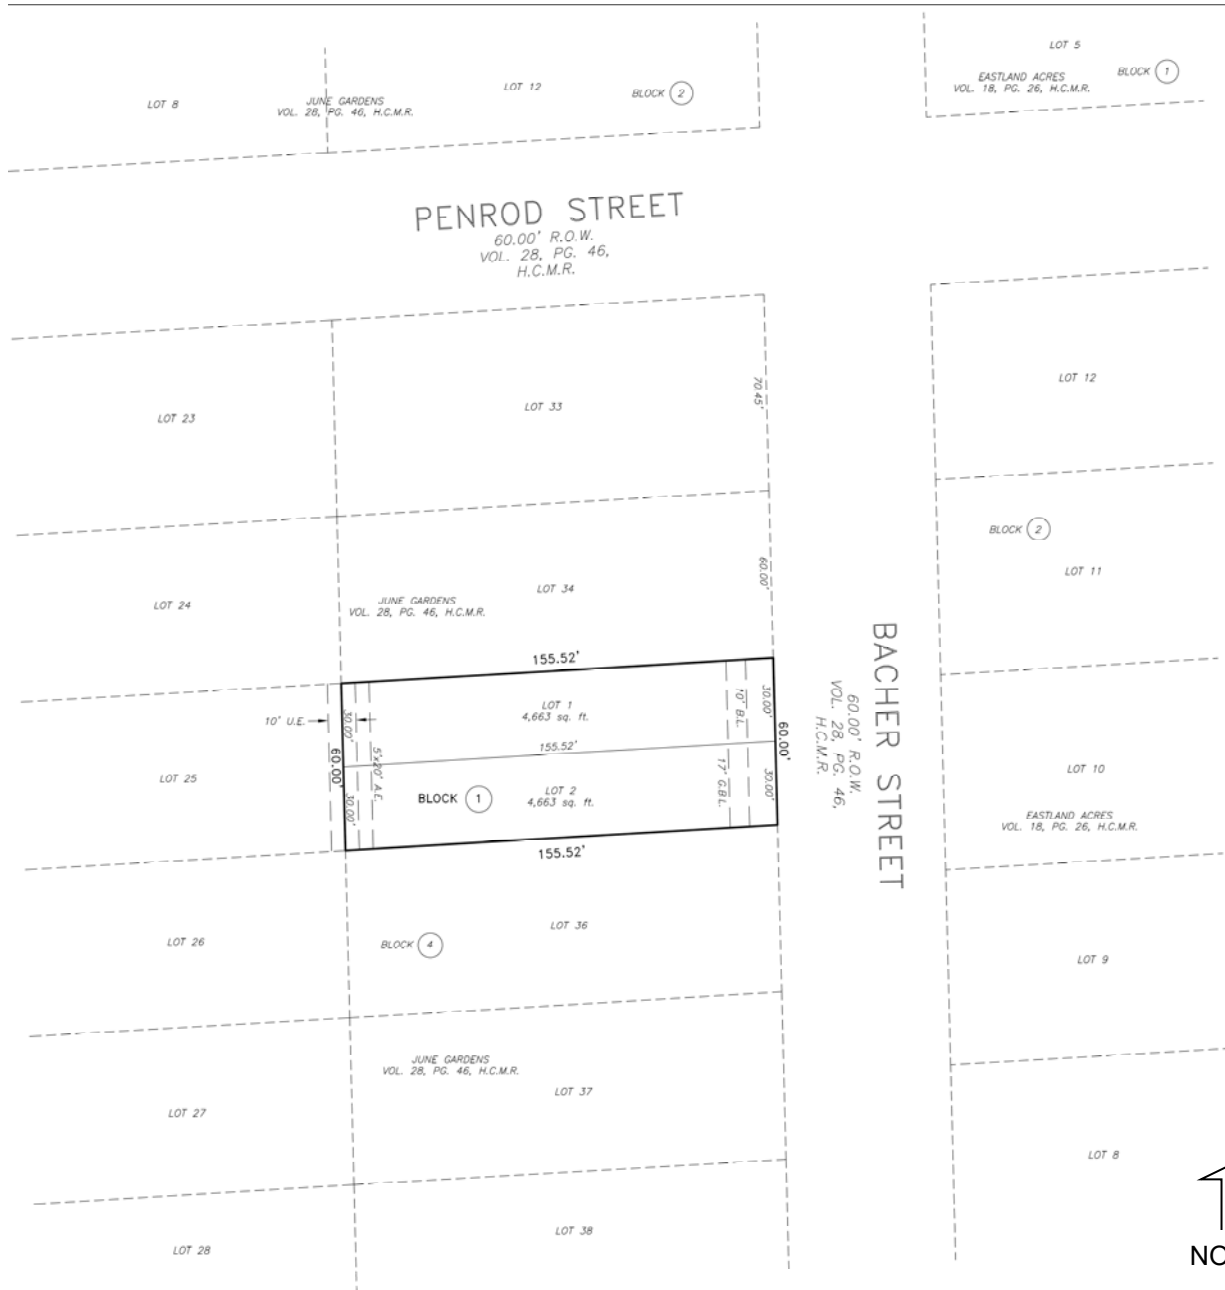 LOT 5
EASTLAND ACRES
VOL. 18, PG. 26, H.C.M.R.
BLOCK 1
LOT 8
JUNE GARDENS
VOL. 28, PG. 46, H.C.M.R.
LOT 12
BLOCK 2
PENROD STREET
60.00' R.O.W.
VOL. 28, PG. 46,
H.C.M.R.
LOT 23
LOT 33
70.45'
LOT 12
BLOCK 2
LOT 11
LOT 24
JUNE GARDENS
VOL. 28, PG. 46, H.C.M.R.
LOT 34
60.00'
155.52'
LOT 1
4,663 sq. ft.
10' B.L.
30.00'
10' U.E.
30.00'
60.00'
155.52'
60.00'
BACHER STREET
60.00' R.O.W.
VOL. 28, PG. 46,
H.C.M.R.
LOT 25
30.00'
5'x20' A.E.
BLOCK 1
LOT 2
4,663 sq. ft.
17' G.B.L.
30.00'
155.52'
LOT 10
EASTLAND ACRES
VOL. 18, PG. 26, H.C.M.R.
LOT 26
BLOCK 4
LOT 36
LOT 9
JUNE GARDENS
VOL. 28, PG. 46, H.C.M.R.
LOT 27
LOT 37
LOT 8
LOT 28
LOT 38
NO